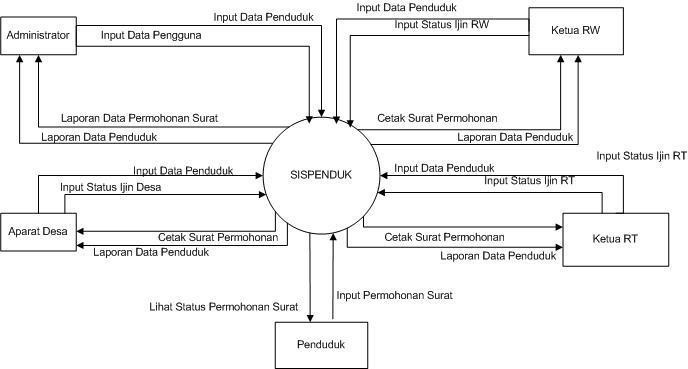 Input Data Penduduk
Input Data Pengguna
Administrator
Laporan Data Permohonan Surat
Laporan Data Penduduk
Input Data Penduduk
Input Status Ijin RW
Ketua RW
Cetak Surat Permohonan
Laporan Data Penduduk
SISPENDUK
Input Data Penduduk
Input Status Ijin Desa
Aparat Desa
Cetak Surat Permohonan
Laporan Data Penduduk
Input Status Ijin RT
Input Data Penduduk
Input Status Ijin RT
Ketua RT
Cetak Surat Permohonan
Laporan Data Penduduk
Lihat Status Permohonan Surat
Input Permohonan Surat
Penduduk